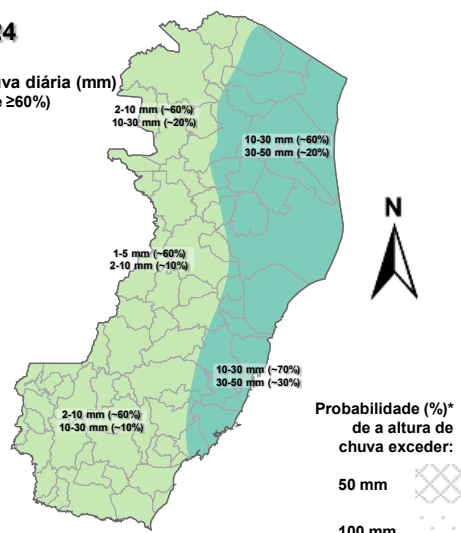 24
uva diária (mm)
e ≥60%)
2-10 mm (~60%)
10-30 mm (~20%)
10-30 mm (~60%)
30-50 mm (~20%)
N
1-5 mm (~60%)
2-10 mm (~10%)
10-30 mm (~70%)
30-50 mm (~30%)
2-10 mm (~60%)
10-30 mm (~10%)
Probabilidade (%)*
de a altura de
chuva exceder:
50 mm
100 mm